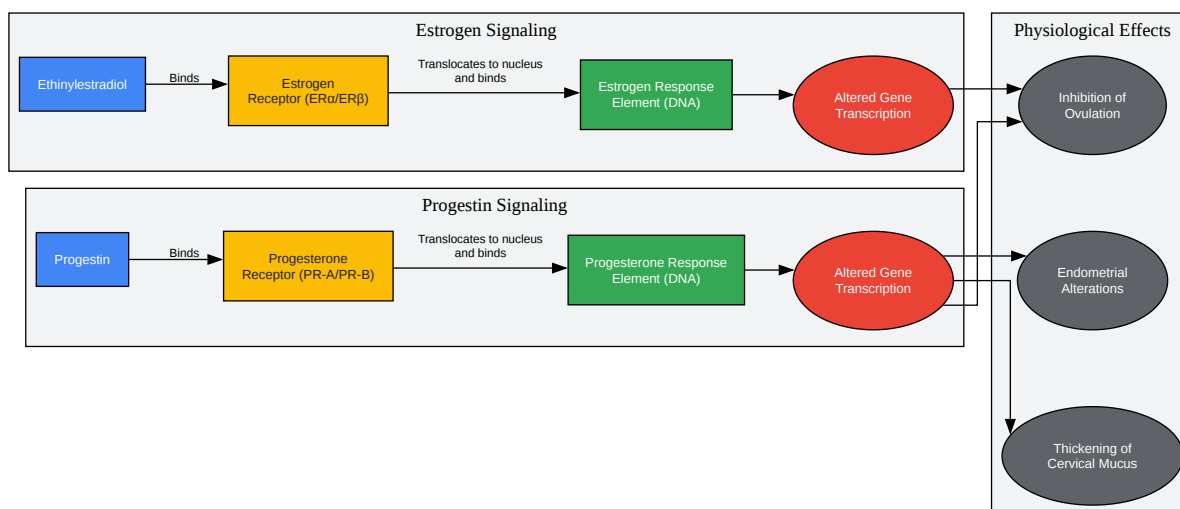 Estrogen Signaling
Ethinylestradiol
Binds
Estrogen
Receptor (ERα/ERβ)
Translocates to nucleus
and binds
Estrogen Response
Element (DNA)
Altered Gene
Transcription
Progestin Signaling
Progestin
Binds
Progesterone
Receptor (PR-A/PR-B)
Translocates to nucleus
and binds
Progesterone Response
Element (DNA)
Altered Gene
Transcription
Physiological Effects
Inhibition of
Ovulation
Endometrial
Alterations
Thickening of
Cervical Mucus